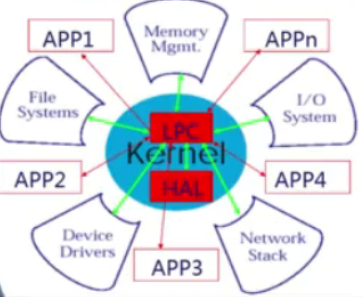 Memory
Mgmt.
APP1
APPn
File
Systems
I/O
System
LPC
Kernel
HAL
APP2
APP4
Device
Drivers
Network
Stack
APP3